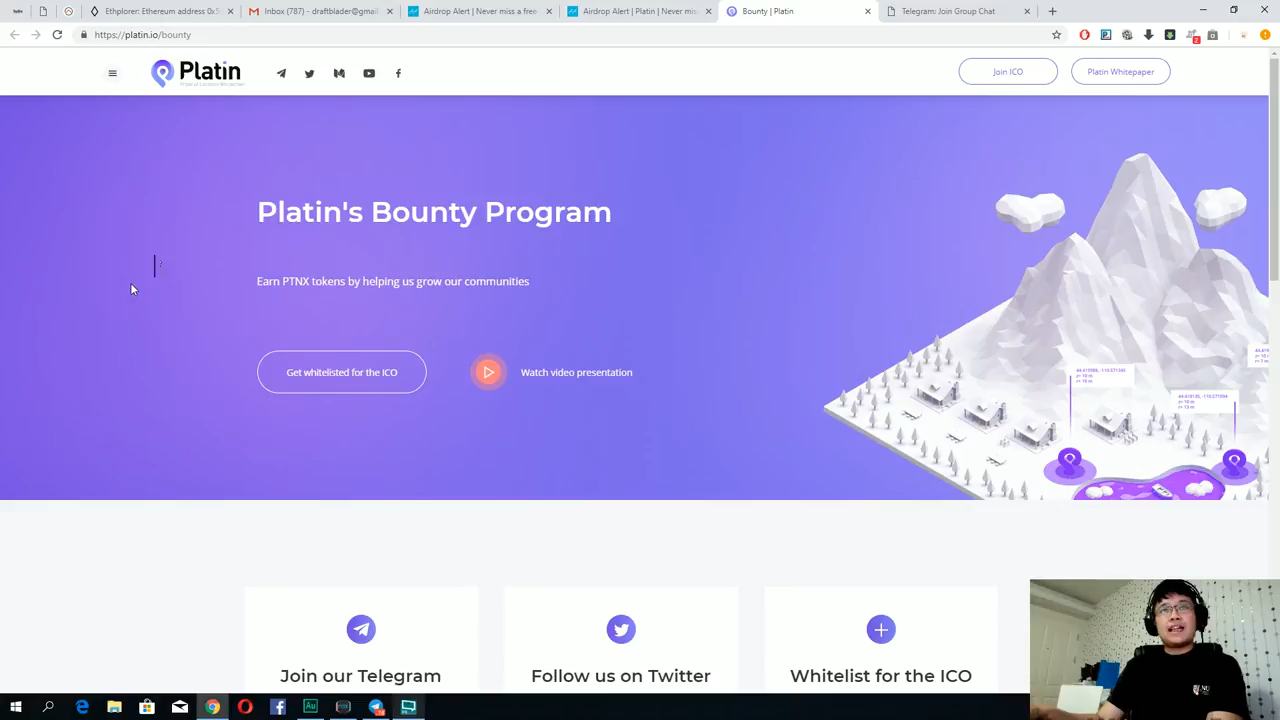 Ethplorer: Ethereum address 0x5
Inbox (787) - draftblader@gmail
Airdrop Alert | Never miss a free
Airdrop Alert | Platin | Never mis
Bounty | Platin
Telegram: Join Group Chat
https://platin.io/bounty
Platin
Join ICO
Platin Whitepaper
Platin's Bounty Program
Earn PTNX tokens by helping us grow our communities
Get whitelisted for the ICO
Watch video presentation
Join our Telegram
Follow us on Twitter
Whitelist for the ICO